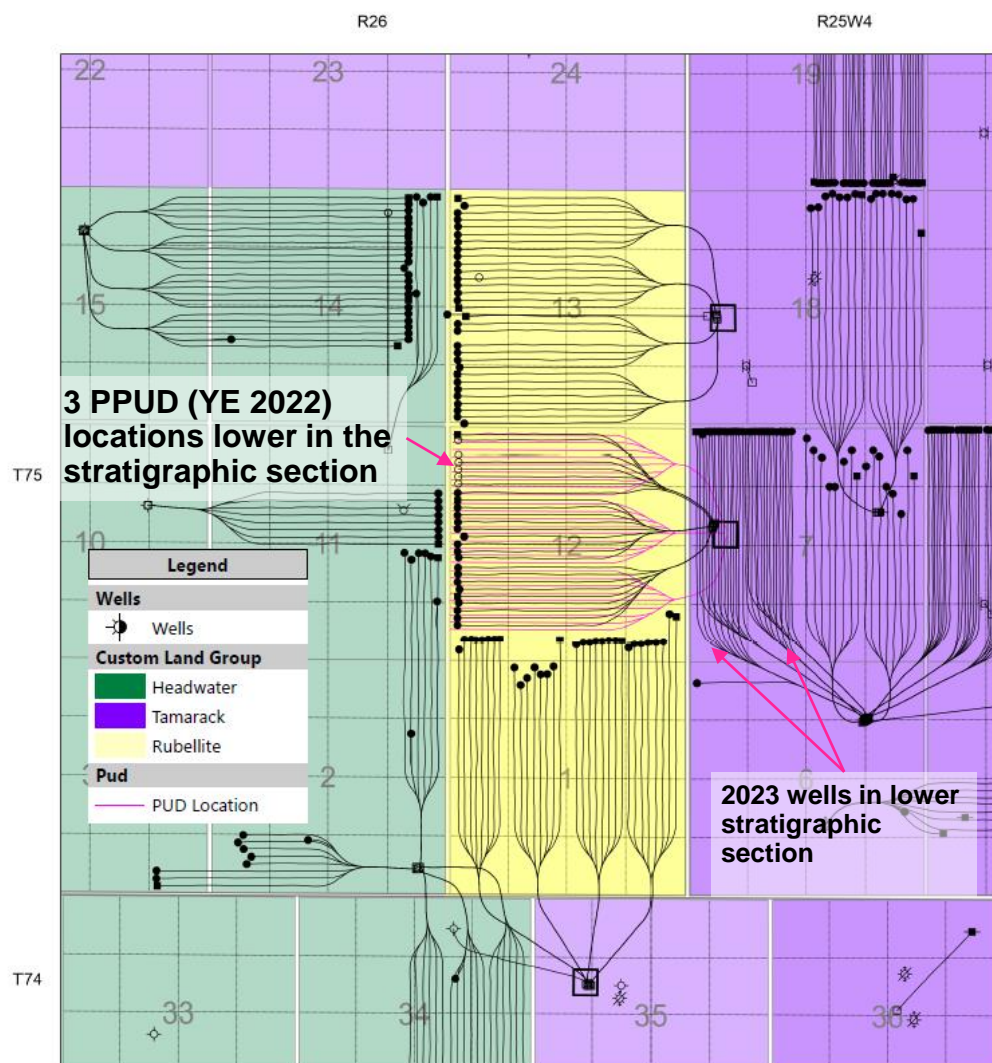 R26
R25W4
22
23
24
19
15
14
13
18
3 PPUD (YE 2022)
locations lower in the
stratigraphic section
T75
10
11
12
7
Legend
Wells
Wells
Custom Land Group
Headwater
Tamarack
Rubellite
Pud
PUD Location
3
2
1
6
2023 wells in lower
stratigraphic
section
T74
33
34
35
36